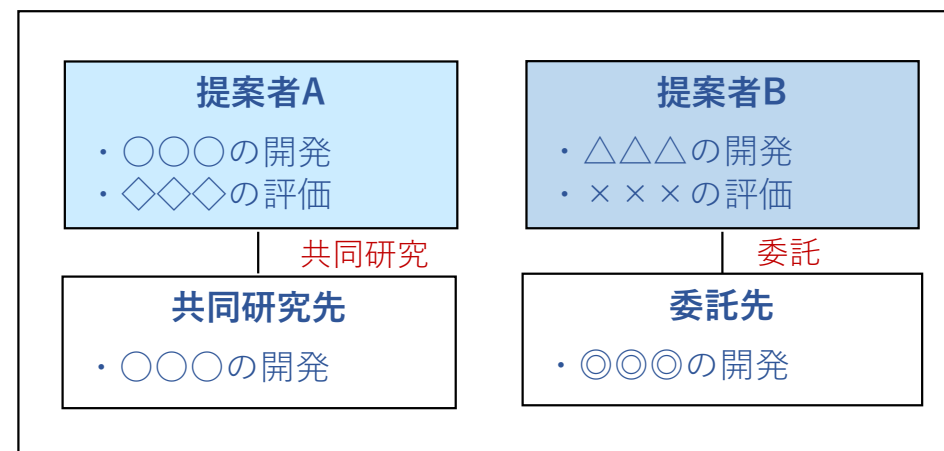 提案者A
・○○○の開発
・◇◇◇の評価
共同研究
共同研究先
・○○○の開発
提案者B
・△△△の開発
・×××の評価
委託
委託先
・◎◎◎の開発